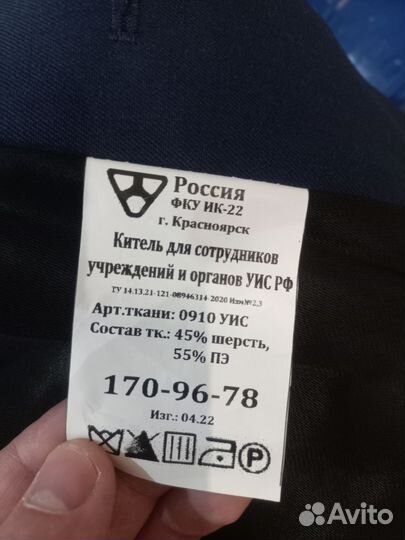 Россия
ФКУ ИК-22
г. Красноярск
Китель для сотрудников
учреждений и органов УИС РФ
ТУ 14.13.21-121-08946314-2020 Изм№2,3
Арт.ткани: 0910 УИС
Состав тк.: 45% шерсть,
55% ПЭ
170-96-78
Изг.: 04.22
P
Avito